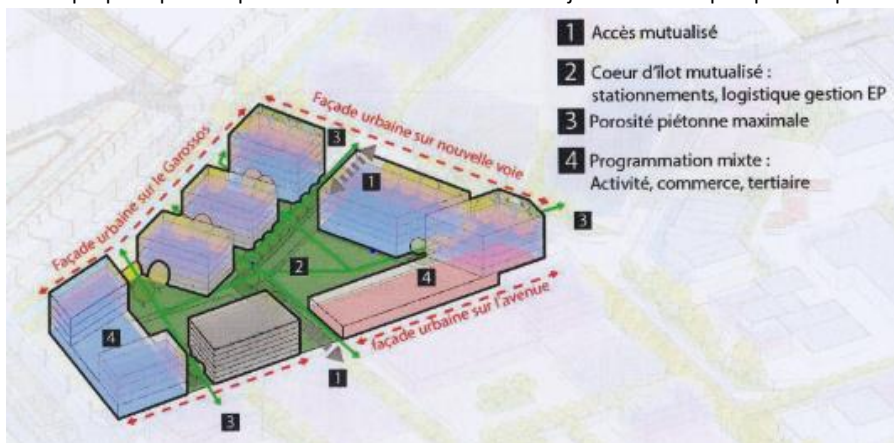 1 Accès mutualisé
2 Coeur d'îlot mutualisé :
stationnements, logistique gestion EP
3 Porosité piétonne maximale
4 Programmation mixte :
Activité, commerce, tertiaire
Façade urbaine sur nouvelle voie
Façade urbaine sur le Garossos
façade urbaine sur l'avenue
3
1
3
2
4
4
1
3